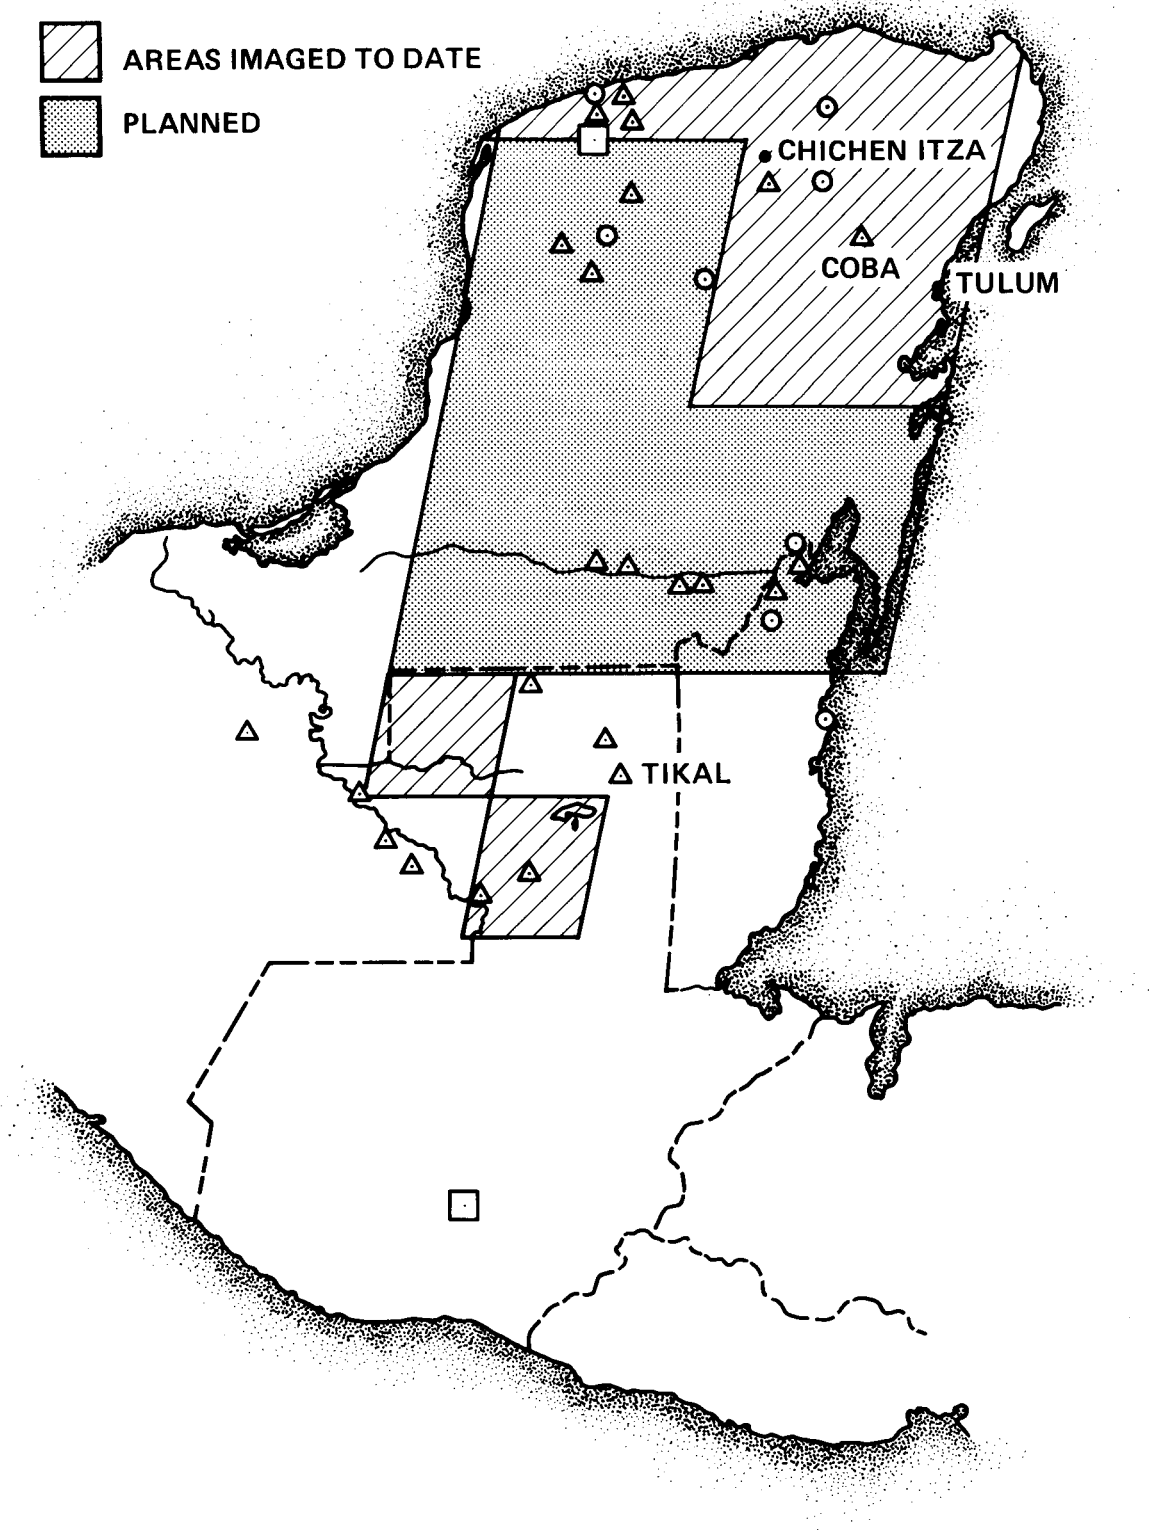 AREAS IMAGED TO DATE
PLANNED
CHICHEN ITZA
COBA
TULUM
TIKAL